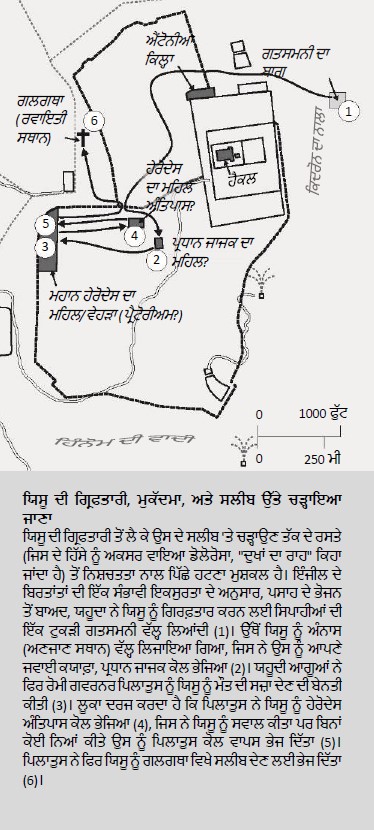 ਐਂਟੋਨੀਆ
ਕਿਲ੍ਹਾ
ਗਤਸਮਨੀ ਦਾ
ਬਾਗ਼
1
ਗਲਗਥਾ
(ਰਵਾਇਤੀ
ਸਥਾਨ)
6
ਕਿਦਰੋਨ ਦਾ ਨਾਲਾ
ਹੇਰੋਦੇਸ
ਦਾ ਮਹਿਲ
ਅੰਤਿਪਾਸ?
ਹੈਕਲ
5
4
3
2
ਪ੍ਰਧਾਨ ਜਾਜਕ ਦਾ
ਮਹਿਲ?
ਮਹਾਨ ਹੇਰੋਦੇਸ ਦਾ
ਮਹਿਲ/ਵੇਹੜਾ (ਪ੍ਰੈਟੋਰੀਅਮ?)
ਹਿੰਨੋਮ ਦੀ ਵਾਦੀ
0 1000 ਫੁੱਟ
0 250 ਮੀ
ਯਿਸੂ ਦੀ ਗ੍ਰਿਫ਼ਤਾਰੀ, ਮੁਕੱਦਮਾ, ਅਤੇ ਸਲੀਬ ਉੱਤੇ ਚੜ੍ਹਾਇਆ
ਜਾਣਾ
ਯਿਸੂ ਦੀ ਗ੍ਰਿਫਤਾਰੀ ਤੋਂ ਲੈ ਕੇ ਉਸ ਦੇ ਸਲੀਬ 'ਤੇ ਚੜ੍ਹਾਉਣ ਤੱਕ ਦੇ ਰਸਤੇ
(ਜਿਸ ਦੇ ਹਿੱਸੇ ਨੂੰ ਅਕਸਰ ਵਾਇਆ ਡੋਲੋਰੋਸਾ, "ਦੁਖਾਂ ਦਾ ਰਾਹ" ਕਿਹਾ
ਜਾਂਦਾ ਹੈ) ਤੋਂ ਨਿਸ਼ਚਤਤਾ ਨਾਲ ਪਿੱਛੇ ਹਟਣਾ ਮੁਸ਼ਕਲ ਹੈ। ਇੰਜੀਲ ਦੇ
ਬਿਰਤਾਂਤਾਂ ਦੀ ਇੱਕ ਸੰਭਾਵੀ ਇਕਸੁਰਤਾ ਦੇ ਅਨੁਸਾਰ, ਪਸਾਹ ਦੇ ਭੋਜਨ
ਤੋਂ ਬਾਅਦ, ਯਹੂਦਾ ਨੇ ਯਿਸੂ ਨੂੰ ਗਿਰਫ਼ਤਾਰ ਕਰਨ ਲਈ ਸਿਪਾਹੀਆਂ ਦੀ
ਇੱਕ ਟੁਕੜੀ ਗਤਸਮਨੀ ਵੱਲ੍ਹ ਲਿਆਂਦੀ (1)। ਉੱਥੋਂ ਯਿਸੂ ਨੂੰ ਅੰਨਾਸ
(ਅਣਜਾਣ ਸਥਾਨ) ਵੱਲ੍ਹ ਲਿਜਾਇਆ ਗਿਆ, ਜਿਸ ਨੇ ਉਸ ਨੂੰ ਆਪਣੇ
ਜਵਾਈ ਕਯਾਫ਼ਾ, ਪ੍ਰਧਾਨ ਜਾਜਕ ਕੋਲ ਭੇਜਿਆ (2)। ਯਹੂਦੀ ਆਗੂਆਂ ਨੇ
ਫਿਰ ਰੋਮੀ ਗਵਰਨਰ ਪਿਲਾਤੁਸ ਨੂੰ ਯਿਸੂ ਨੂੰ ਮੌਤ ਦੀ ਸਜ਼ਾ ਦੇਣ ਦੀ ਬੇਨਤੀ
ਕੀਤੀ (3)। ਲੂਕਾ ਦਰਜ ਕਰਦਾ ਹੈ ਕਿ ਪਿਲਾਤੁਸ ਨੇ ਯਿਸੂ ਨੂੰ ਹੇਰੋਦੇਸ
ਅੰਤਿਪਾਸ ਕੋਲ ਭੇਜਿਆ (4), ਜਿਸ ਨੇ ਯਿਸੂ ਨੂੰ ਸਵਾਲ ਕੀਤਾ ਪਰ ਬਿਨਾਂ
ਕੋਈ ਨਿਆਂ ਕੀਤੇ ਉਸ ਨੂੰ ਪਿਲਾਤੁਸ ਕੋਲ ਵਾਪਸ ਭੇਜ ਦਿੱਤਾ (5)।
ਪਿਲਾਤੁਸ ਨੇ ਫਿਰ ਯਿਸੂ ਨੂੰ ਗਲਗਥਾ ਵਿਖੇ ਸਲੀਬ ਦੇਣ ਲਈ ਭੇਜ ਦਿੱਤਾ
(6)।